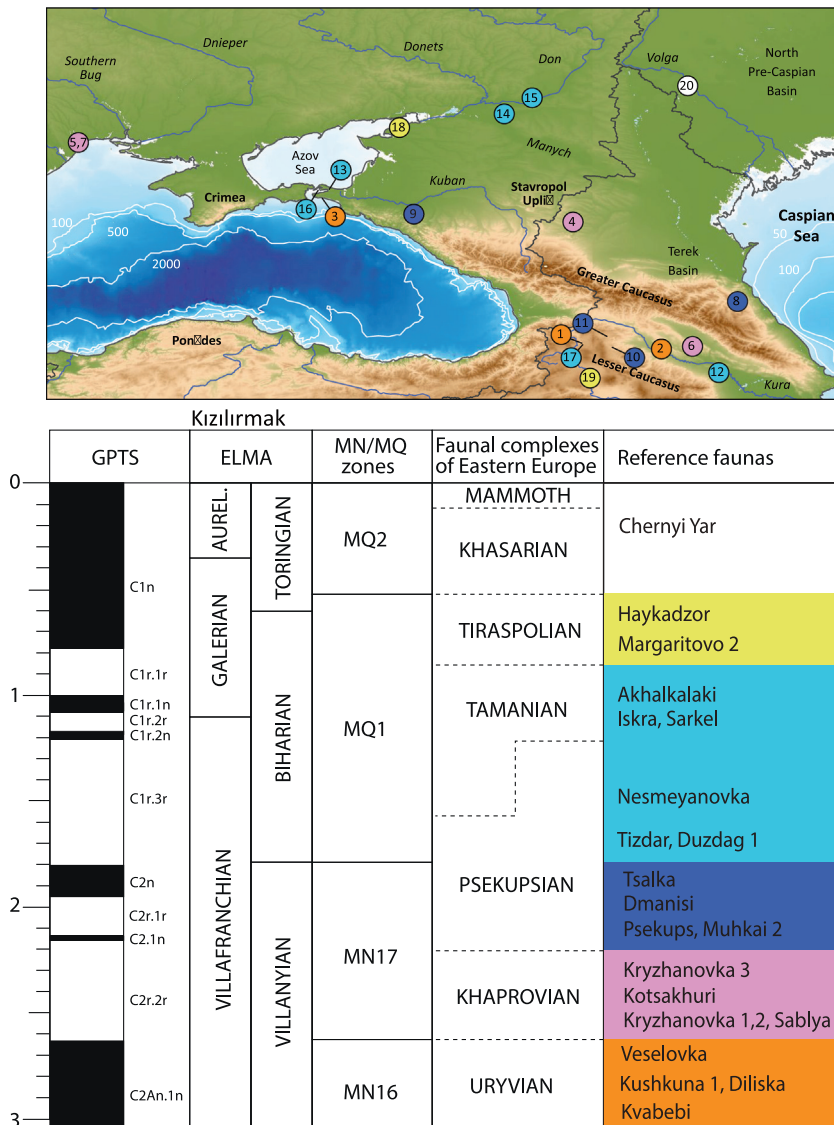 Dnieper
Donets
Don
Volga
North
Pre-Caspian
Basin
Southern
Bug
15
20
14
18
5,7
Azov
Sea
13
Manych
Crimea
Kuban
Stavropol
Upli
16
3
9
4
Caspian
Sea
100
500
50
2000
100
Terek
Basin
Greater Caucasus
8
11
1
2
6
Pon des
17
10
Lesser Caucasus
12
19
Kura
Kızılırmak
GPTS
ELMA
MN/MQ
zones
Faunal complexes
of Eastern Europe
Reference faunas
0
AUREL.
TORINGIAN
MQ2
MAMMOTH
KHASARIAN
Chernyi Yar
C1n
GALERIAN
TIRASPOLIAN
Haykadzor
Margaritovo 2
C1r.1r
1
C1r.1n
C1r.2r
C1r.2n
BIHARIAN
MQ1
TAMANIAN
Akhalkalaki
Iskra, Sarkel
C1r.3r
Nesmeyanovka
Tizdar, Duzdag 1
VILLAFRANCHIAN
C2n
2
C2r.1r
C2.1n
VILLANYIAN
MN17
PSEKUPSIAN
Tsalka
Dmanisi
Psekups, Muhkai 2
C2r.2r
KHAPROVIAN
Kryzhanovka 3
Kotsakhuri
Kryzhanovka 1,2, Sablya
C2An.1n
3
MN16
URYVIAN
Veselovka
Kushkuna 1, Diliska
Kvabebi